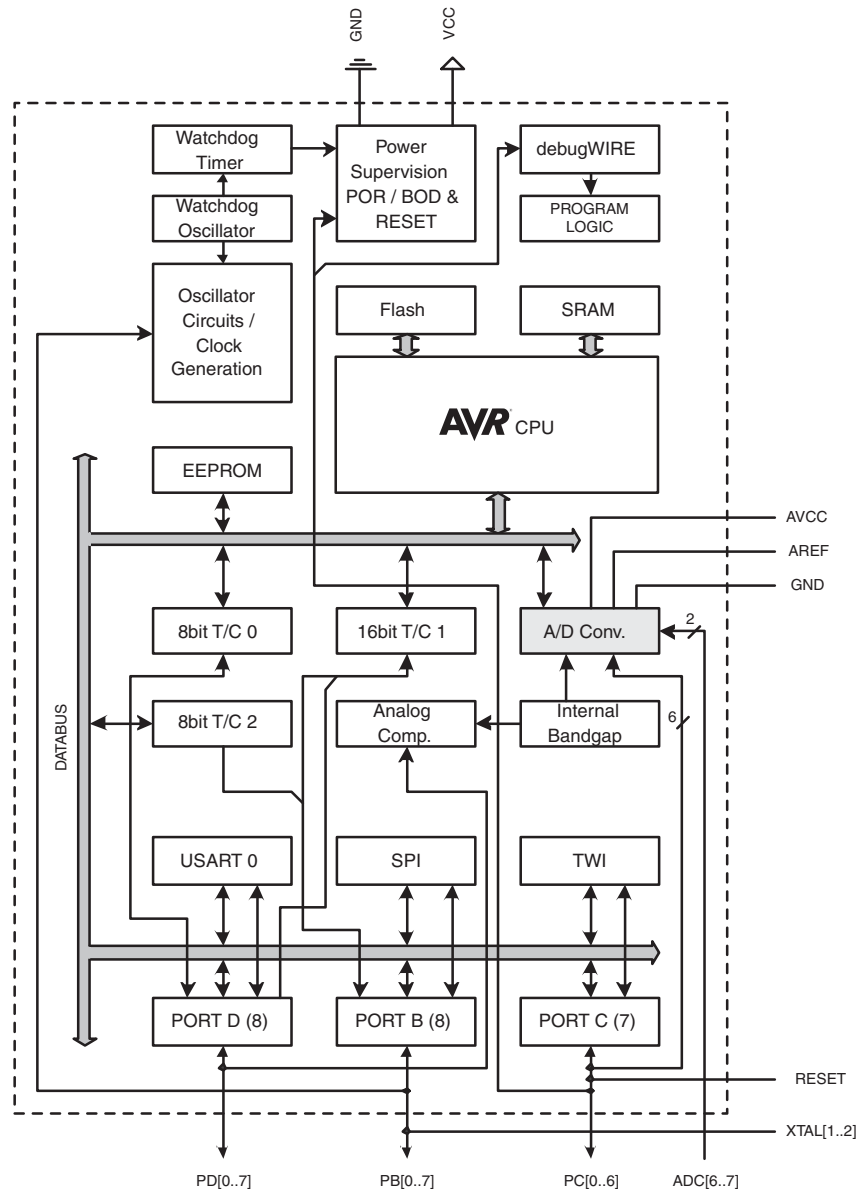 GND
VCC
Watchdog
Timer
Power
Supervision
POR / BOD &
RESET
debugWIRE
Watchdog
Oscillator
PROGRAM
LOGIC
Oscillator
Circuits /
Clock
Generation
Flash
SRAM
AVR CPU
EEPROM
AVCC
AREF
GND
8bit T/C 0
16bit T/C 1
A/D Conv.
2
8bit T/C 2
Analog
Comp.
Internal
Bandgap
6
DATABUS
USART 0
SPI
TWI
PORT D (8)
PORT B (8)
PORT C (7)
RESET
XTAL[1..2]
PD[0..7]
PB[0..7]
PC[0..6]
ADC[6..7]